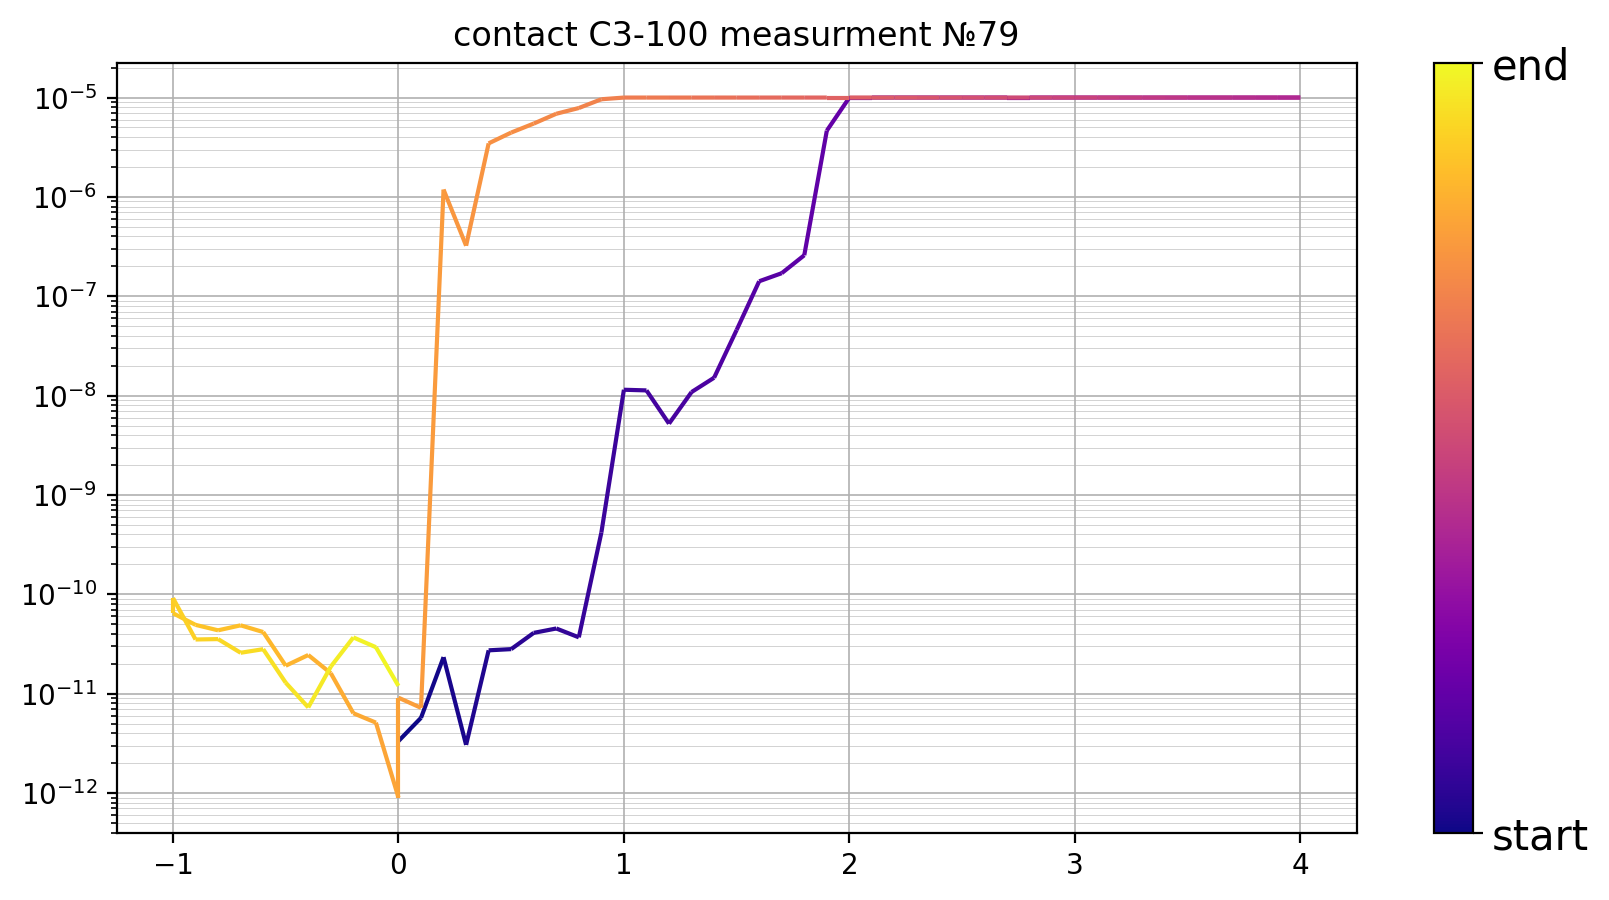 contact C3-100 measurment №79
10⁻⁵
10⁻⁶
10⁻⁷
10⁻⁸
10⁻⁹
10⁻¹⁰
10⁻¹¹
10⁻¹²
−1 0 1 2 3 4
end
start